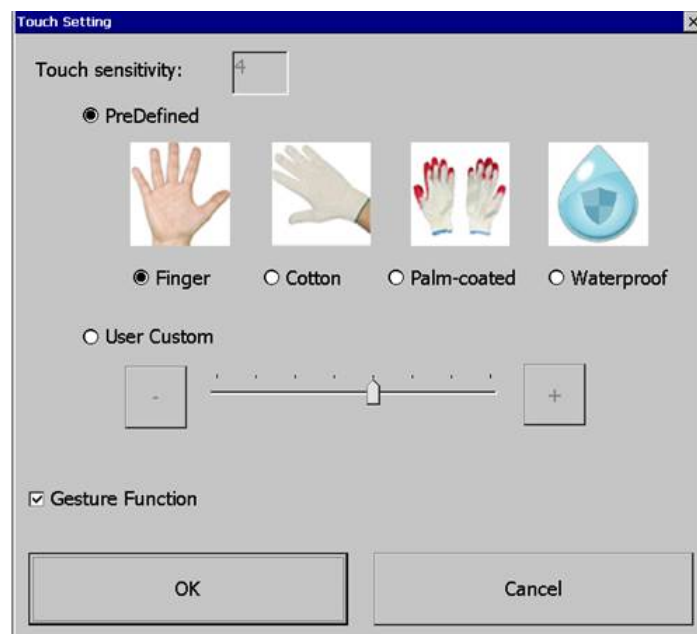 Touch Setting
Touch sensitivity: 4
PreDefined
Finger Cotton Palm-coated Waterproof
User Custom
- +
Gesture Function
OK Cancel